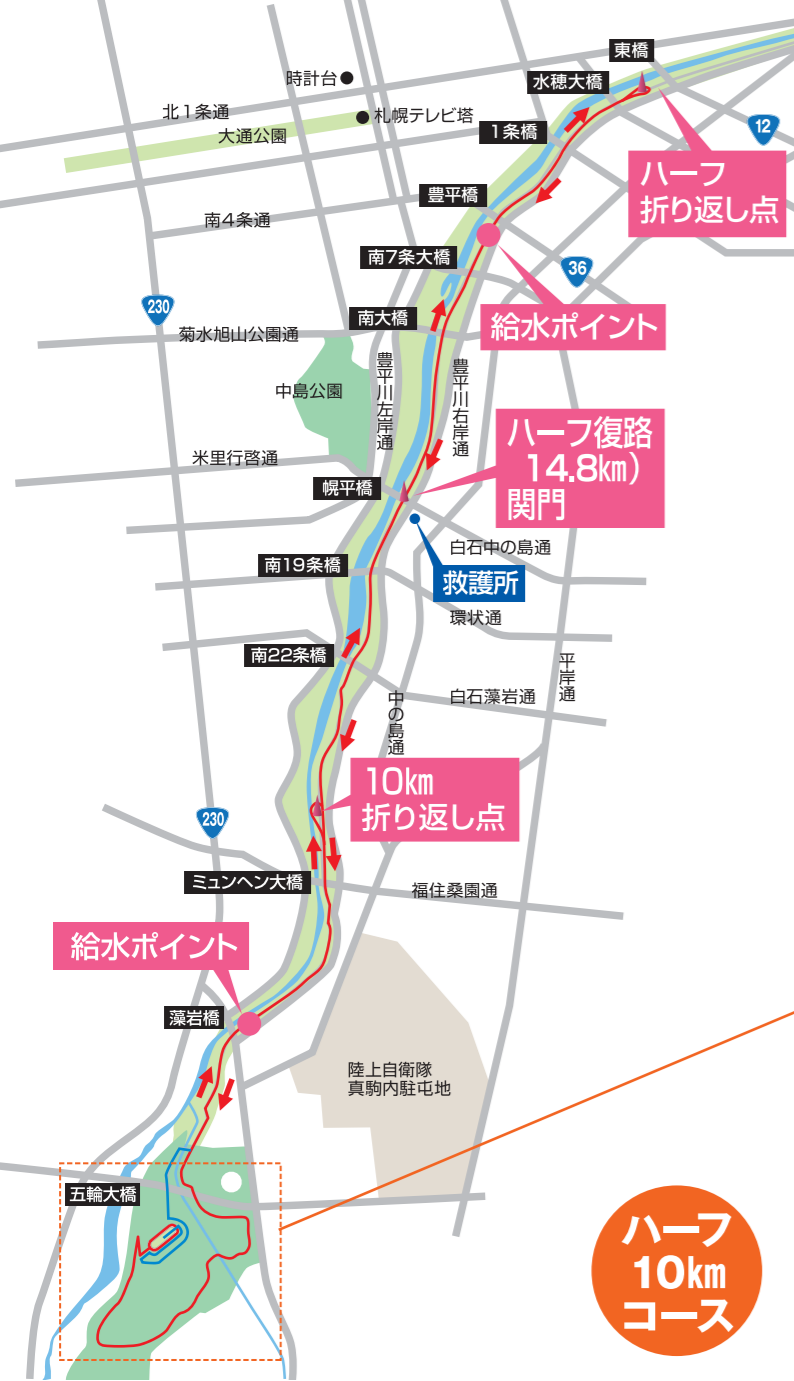 東橋
時計台
水穂大橋
北1条通
札幌テレビ塔
12
大通公園
1条橋
ハーフ
折り返し点
豊平橋
南4条通
南7条大橋
36
230
南大橋
給水ポイント
菊水旭山公園通
豊平川左岸通
豊平川右岸通
中島公園
ハーフ復路
14.8km)
関門
米里行啓通
幌平橋
白石中の島通
南19条橋
救護所
環状通
南22条橋
平岸通
白石藻岩通
中の島通
10km
折り返し点
230
ミュンヘン大橋
福住桑園通
給水ポイント
藻岩橋
陸上自衛隊
真駒内駐屯地
五輪大橋
ハーフ
10km
コース